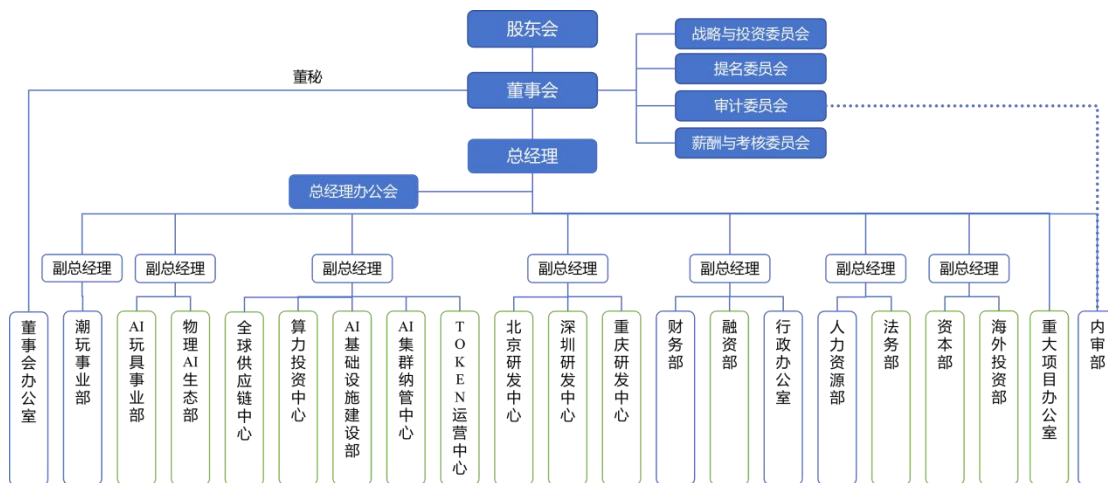 股东会
战略与投资委员会
提名委员会
董秘
董事会
审计委员会
薪酬与考核委员会
总经理
总经理办公会
副总经理
副总经理
副总经理
副总经理
副总经理
副总经理
副总经理
董事会办公室
潮玩事业部
AI玩具事业部
物理AI生态部
全球供应链中心
算力投资中心
AI基础设施建设部
AI集群纳管中心
TOKEN运营中心
北京研发中心
深圳研发中心
重庆研发中心
财务部
融资部
行政办公室
人力资源部
法务部
资本部
海外投资部
重大项目办公室
内审部